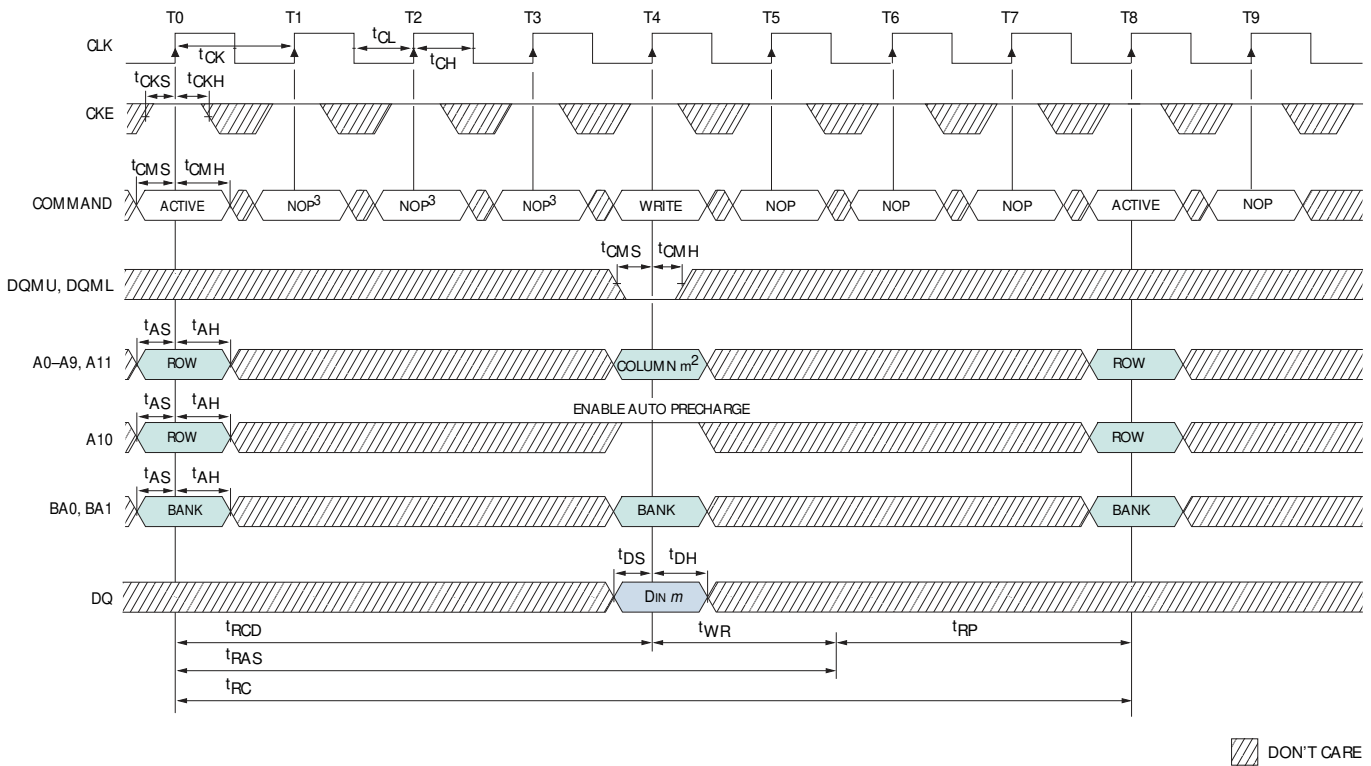 T0 T1 T2 T3 T4 T5 T6 T7 T8 T9
CLK
tCK
tCL
tCH
tCKS tCKH
CKE
tCMS tCMH
COMMAND ACTIVE NOP3 NOP3 NOP3 WRITE NOP NOP NOP ACTIVE NOP
tCMS tCMH
DQMU, DQML
tAS tAH
A0–A9, A11 ROW COLUMN m2 ROW
tAS tAH
ENABLE AUTO PRECHARGE
A10 ROW ROW
tAS tAH
BA0, BA1 BANK BANK BANK
tDS tDH
DQ DIN m
tRCD tWR tRP
tRAS
tRC
DON'T CARE